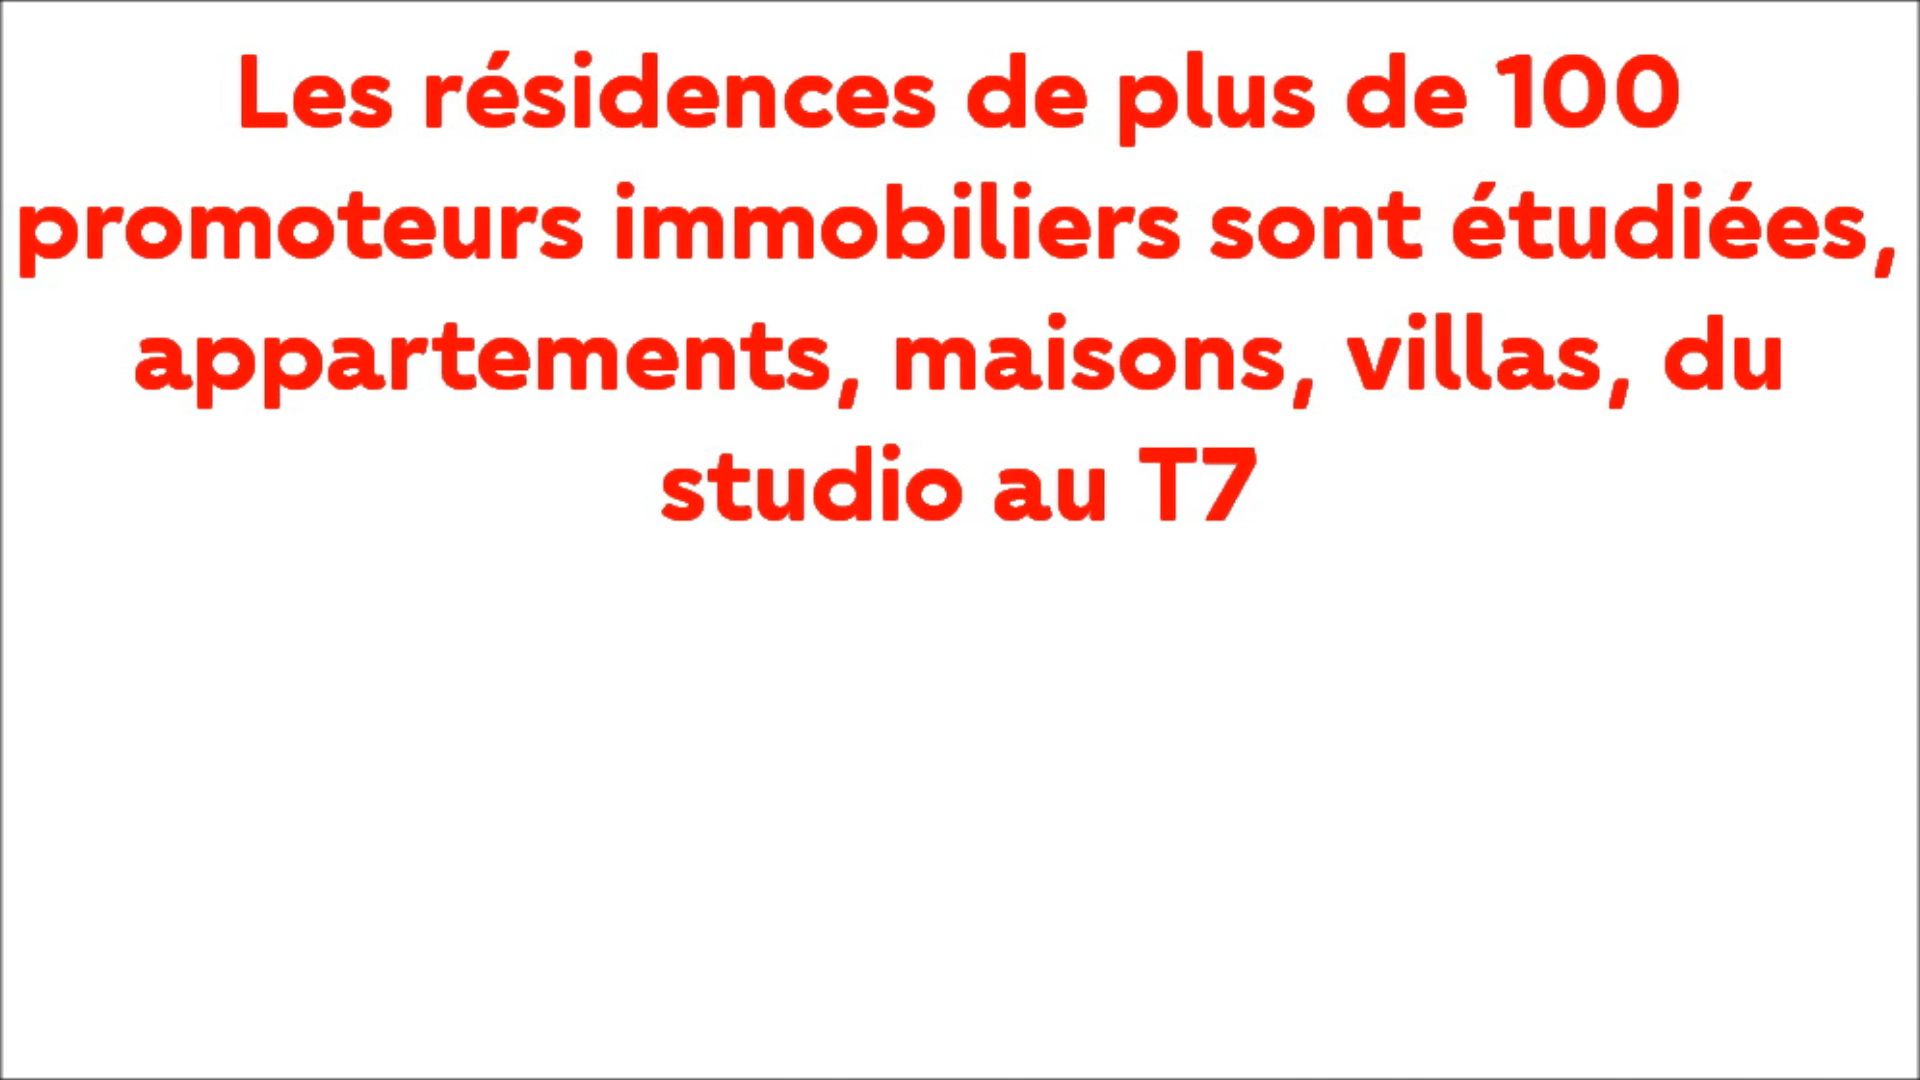 Les résidences de plus de 100
promoteurs immobiliers sont étudiées,
appartements, maisons, villas, du
studio au T7